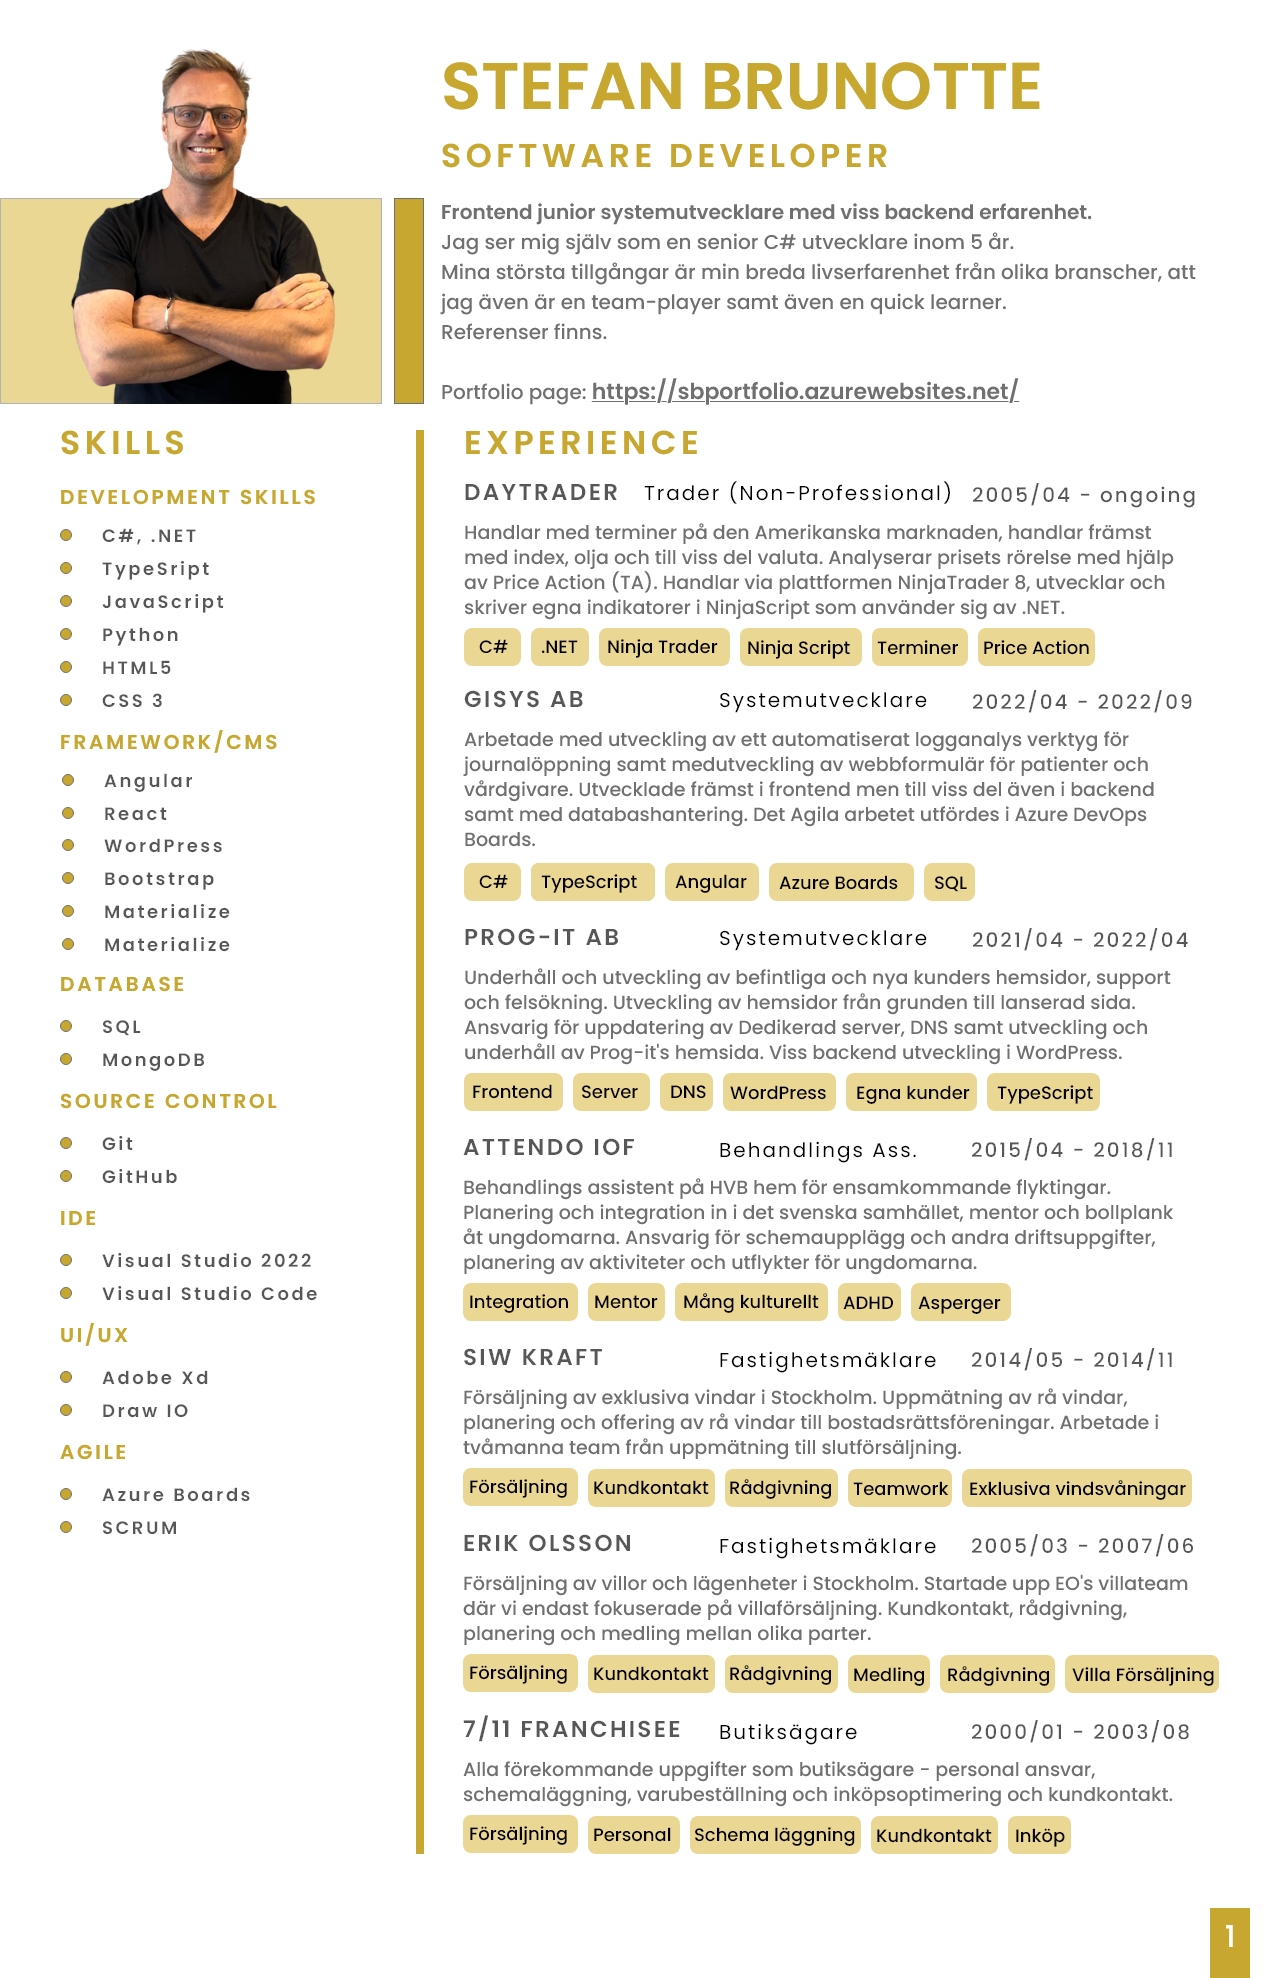 STEFAN BRUNOTTE
SOFTWARE DEVELOPER
Frontend junior systemutvecklare med viss backend erfarenhet.
Jag ser mig själv som en senior C# utvecklare inom 5 år.
Mina största tillgångar är min breda livserfarenhet från olika branscher, att
jag även är en team-player samt även en quick learner.
Referenser finns.
Portfolio page: https://sbportfolio.azurewebsites.net/
SKILLS
DEVELOPMENT SKILLS
C#, .NET
TypeSript
JavaScript
Python
HTML5
CSS 3
FRAMEWORK/CMS
Angular
React
WordPress
Bootstrap
Materialize
Materialize
DATABASE
SQL
MongoDB
SOURCE CONTROL
Git
GitHub
IDE
Visual Studio 2022
Visual Studio Code
UI/UX
Adobe Xd
Draw IO
AGILE
Azure Boards
SCRUM
EXPERIENCE
DAYTRADER Trader (Non-Professional) 2005/04 - ongoing
Handlar med terminer på den Amerikanska marknaden, handlar främst
med index, olja och till viss del valuta. Analyserar prisets rörelse med hjälp
av Price Action (TA). Handlar via plattformen NinjaTrader 8, utvecklar och
skriver egna indikatorer i NinjaScript som använder sig av .NET.
C# .NET Ninja Trader Ninja Script Terminer Price Action
GISYS AB Systemutvecklare 2022/04 - 2022/09
Arbetade med utveckling av ett automatiserat logganalys verktyg för
journalöppning samt medutveckling av webbformulär för patienter och
vårdgivare. Utvecklade främst i frontend men till viss del även i backend
samt med databashantering. Det Agila arbetet utfördes i Azure DevOps
Boards.
C# TypeScript Angular Azure Boards SQL
PROG-IT AB Systemutvecklare 2021/04 - 2022/04
Underhåll och utveckling av befintliga och nya kunders hemsidor, support
och felsökning. Utveckling av hemsidor från grunden till lanserad sida.
Ansvarig för uppdatering av Dedikerad server, DNS samt utveckling och
underhåll av Prog-it's hemsida. Viss backend utveckling i WordPress.
Frontend Server DNS WordPress Egna kunder TypeScript
ATTENDO IOF Behandlings Ass. 2015/04 - 2018/11
Behandlings assistent på HVB hem för ensamkommande flyktingar.
Planering och integration in i det svenska samhället, mentor och bollplank
åt ungdomarna. Ansvarig för schemaupplägg och andra driftsuppgifter,
planering av aktiviteter och utflykter för ungdomarna.
Integration Mentor Mång kulturellt ADHD Asperger
SIW KRAFT Fastighetsmäklare 2014/05 - 2014/11
Försäljning av exklusiva vindar i Stockholm. Uppmätning av rå vindar,
planering och offering av rå vindar till bostadsrättsföreningar. Arbetade i
tvåmanna team från uppmätning till slutförsäljning.
Försäljning Kundkontakt Rådgivning Teamwork Exklusiva vindsvåningar
ERIK OLSSON Fastighetsmäklare 2005/03 - 2007/06
Försäljning av villor och lägenheter i Stockholm. Startade upp EO's villateam
där vi endast fokuserade på villaförsäljning. Kundkontakt, rådgivning,
planering och medling mellan olika parter.
Försäljning Kundkontakt Rådgivning Medling Rådgivning Villa Försäljning
7/11 FRANCHISEE Butiksägare 2000/01 - 2003/08
Alla förekommande uppgifter som butiksägare - personal ansvar,
schemaläggning, varubeställning och inköpsoptimering och kundkontakt.
Försäljning Personal Schema läggning Kundkontakt Inköp
1